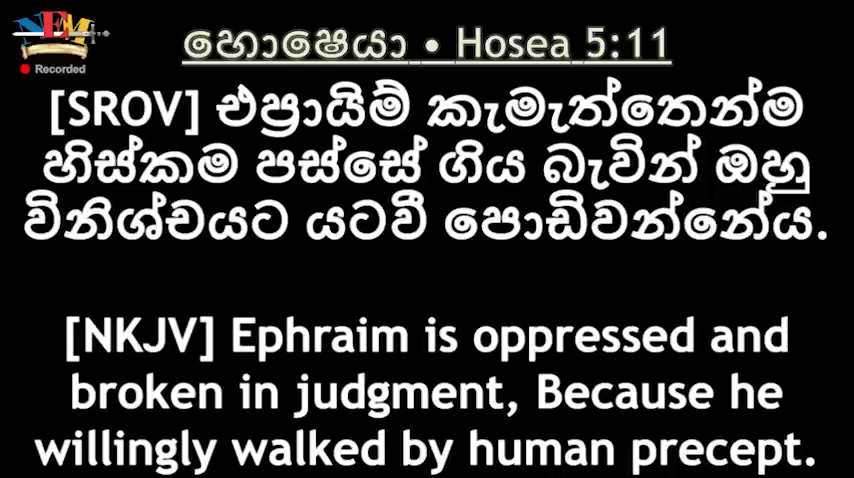 NEM
Recorded
හොෂෙයා • Hosea 5:11
[SROV] එප්‍රායිම් කැමැත්තෙන්ම
හිස්කම පස්සේ ගිය බැවින් ඔහු
විනිශ්චයට යටවී පොඩිවන්නේය.
[NKJV] Ephraim is oppressed and
broken in judgment, Because he
willingly walked by human precept.